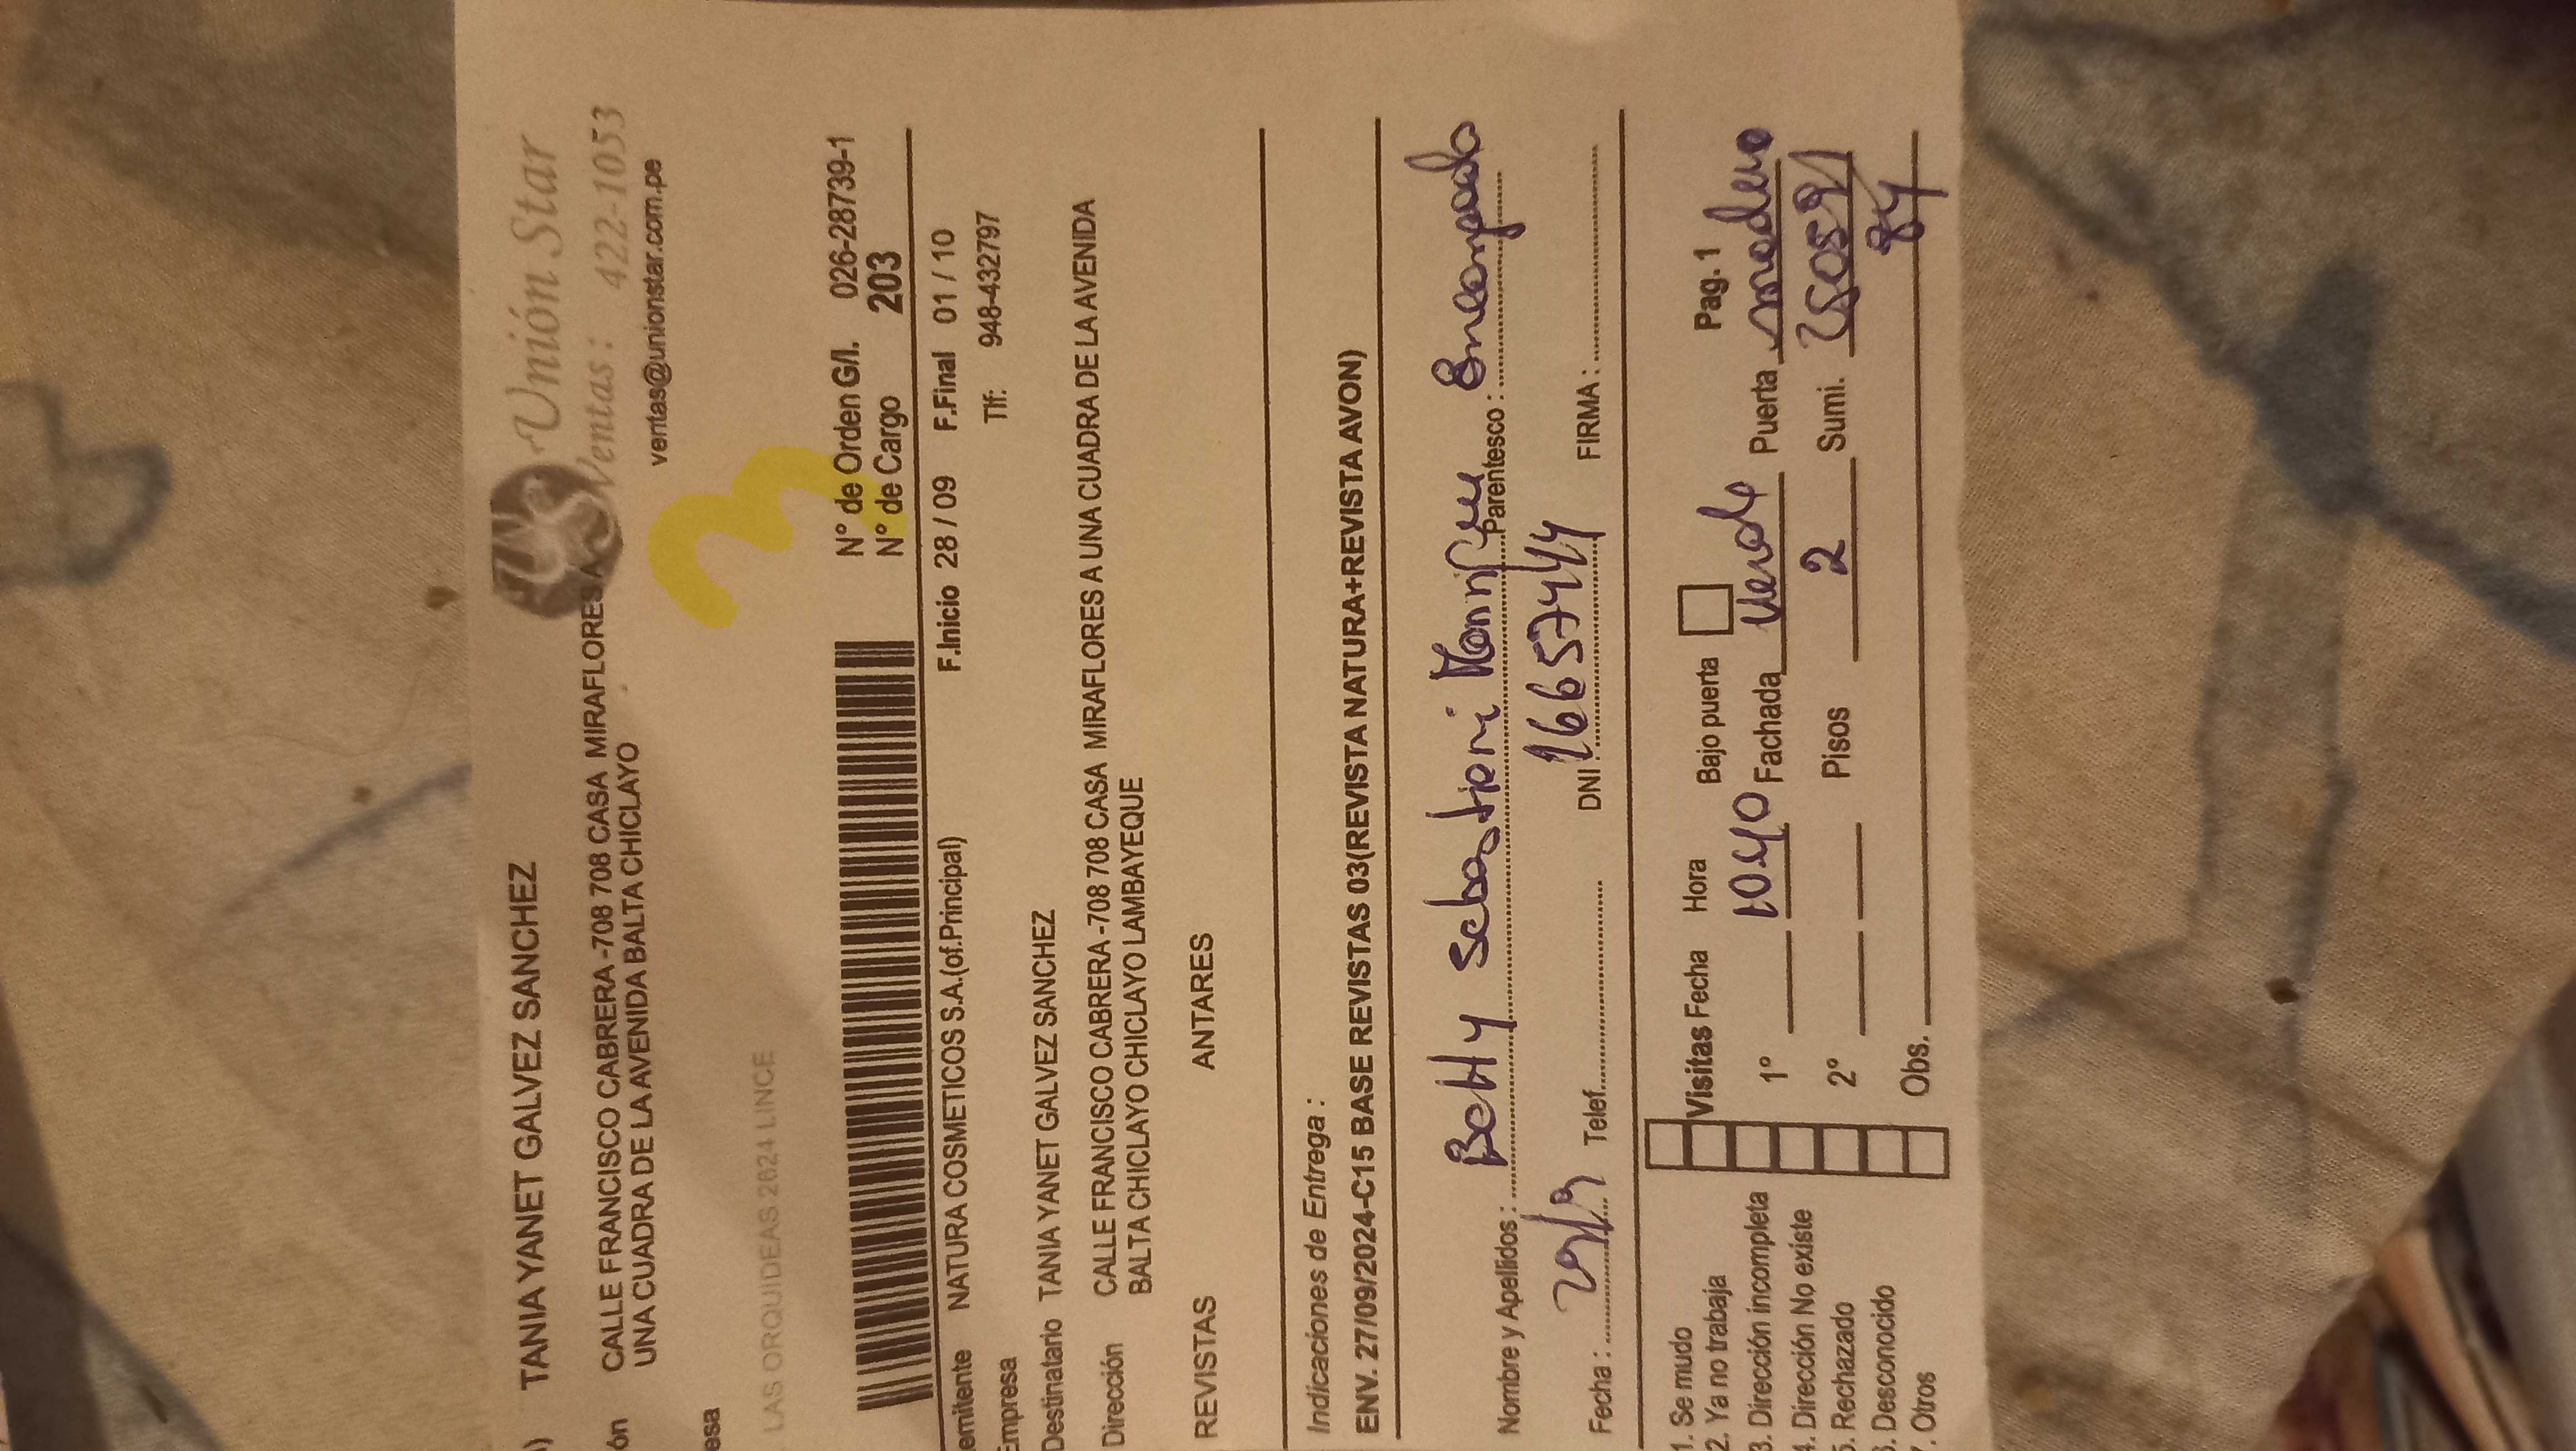 TANIA YANET GALVEZ SANCHEZ
Unión Star
Ventas : 422-1053
ón CALLE FRANCISCO CABRERA -708 708 CASA MIRAFLORES A
UNA CUADRA DE LA AVENIDA BALTA CHICLAYO
ventas@unionstar.com.pe
esa
3
LAS ORQUIDEAS 2624 LINCE
N° de Orden G/I. 026-28739-1
N° de Cargo 203
emitente NATURA COSMETICOS S.A.(of.Principal) F.Inicio 28 / 09 F.Final 01 / 10
Empresa Tlf: 948-432797
Destinatario TANIA YANET GALVEZ SANCHEZ
Dirección CALLE FRANCISCO CABRERA -708 708 CASA MIRAFLORES A UNA CUADRA DE LA AVENDA
BALTA CHICLAYO CHICLAYO LAMBAYEQUE
REVISTAS ANTARES
Indicaciones de Entrega :
ENV. 27/09/2024-C15 BASE REVISTAS 03(REVISTA NATURA+REVISTA AVON)
Nombre y Apellidos : Betty Sebastiani Parentesco : Encargado
Fecha : Telef. DNI : 16657444 FIRMA :
1. Se mudo
2. Ya no trabaja Visitas Fecha Hora Bajo puerta Pag. 1
3. Dirección incompleta 1° 1040 Fachada Verde Puerta madera
4. Dirección No existe
5. Rechazado 2° Pisos 2 Sumi.
6. Desconocido
7. Otros Obs. 84